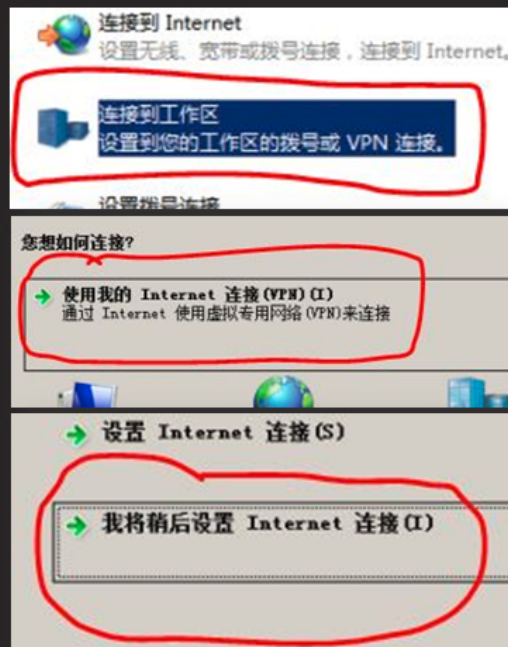 连接到 Internet
设置无线、宽带或拨号连接，连接到 Internet。
连接到工作区
设置到您的工作区的拨号或 VPN 连接。
设置拨号连接
您想如何连接?
使用我的 Internet 连接(VPN)(I)
通过 Internet 使用虚拟专用网络(VPN)来连接
设置 Internet 连接(S)
我将稍后设置 Internet 连接(I)